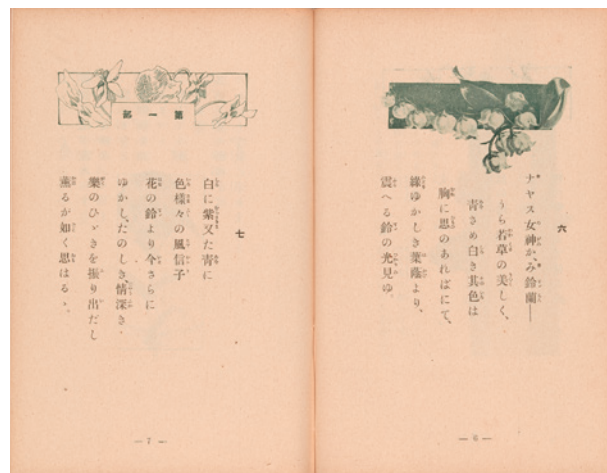 六
ナヤス女神かみ鈴蘭――
うら若草の美しく、
青ざめ白き其色は
胸に思のあればにて、
緑ゆかしき葉蔭より、
震へる鈴の光見ゆ。
― 6 ―
第一部
七
白に紫又た青に
色様々の風信子
花の鈴より今さらに
ゆかし、たのしき、情深き、
樂のひゞきを振り出だし
薫るが如く思はるゝ。
― 7 ―